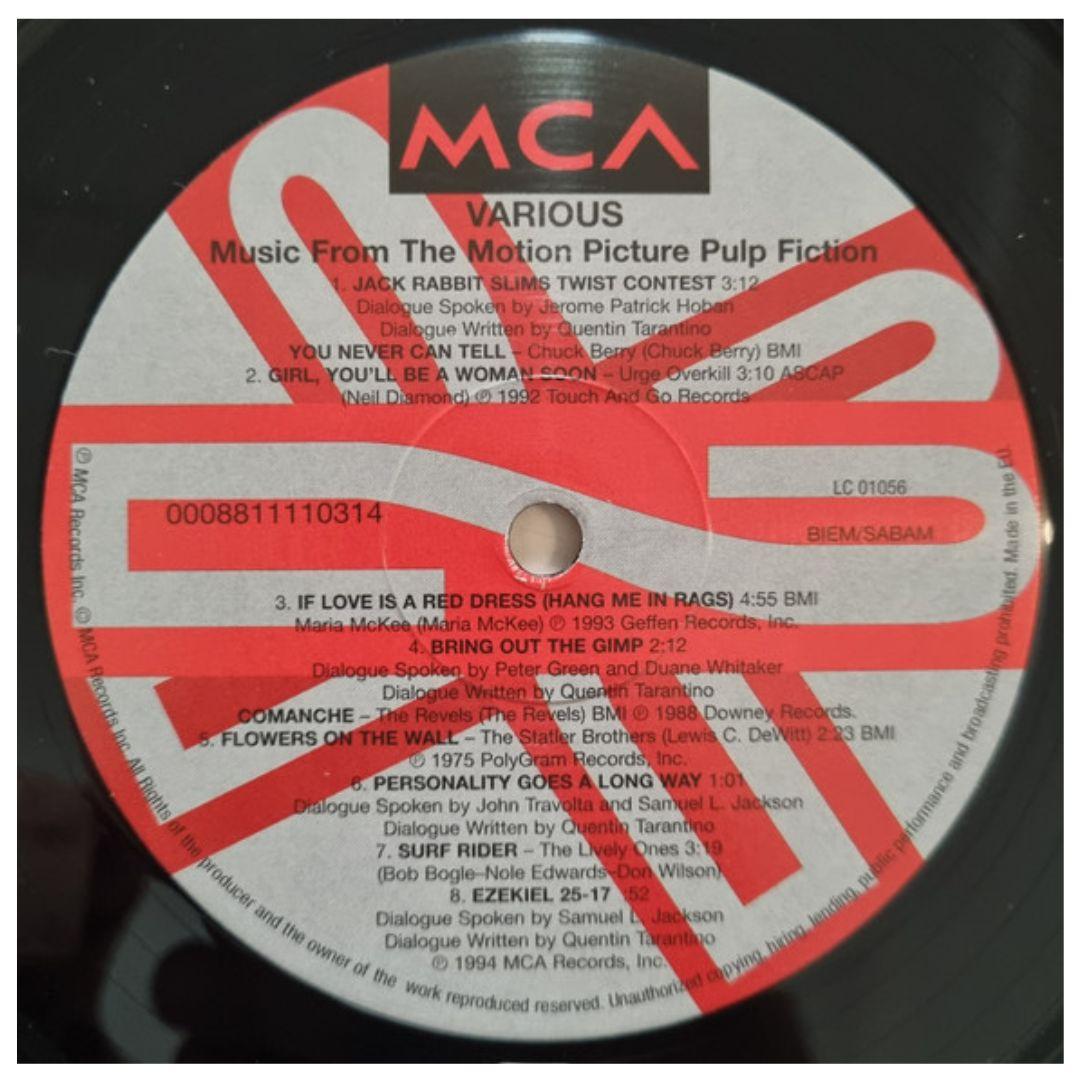 MCA
VARIOUS
Music From The Motion Picture Pulp Fiction
1. JACK RABBIT SLIMS TWIST CONTEST 3:12
Dialogue Spoken by Jerome Patrick Hoban
Dialogue Written by Quentin Tarantino
YOU NEVER CAN TELL – Chuck Berry (Chuck Berry) BMI
2. GIRL, YOU'LL BE A WOMAN SOON – Urge Overkill 3:10 ASCAP
(Neil Diamond) ℗ 1992 Touch And Go Records
LC 01056
0008811110314
BIEM/SABAM
3. IF LOVE IS A RED DRESS (HANG ME IN RAGS) 4:55 BMI
Maria McKee (Maria McKee) ℗ 1993 Geffen Records, Inc.
4. BRING OUT THE GIMP 2:12
Dialogue Spoken by Peter Green and Duane Whitaker
Dialogue Written by Quentin Tarantino
COMANCHE – The Revels (The Revels) BMI ℗ 1988 Downey Records.
5. FLOWERS ON THE WALL – The Statler Brothers (Lewis C. DeWitt) 2:23 BMI
℗ 1975 PolyGram Records, Inc.
6. PERSONALITY GOES A LONG WAY 1:01
Dialogue Spoken by John Travolta and Samuel L. Jackson
Dialogue Written by Quentin Tarantino
7. SURF RIDER – The Lively Ones 3:19
(Bob Bogle–Nole Edwards–Don Wilson)
8. EZEKIEL 25-17 :52
Dialogue Spoken by Samuel L. Jackson
Dialogue Written by Quentin Tarantino
℗ 1994 MCA Records, Inc.
℗ MCA Records Inc. © MCA Records Inc. All Rights of the producer and the owner of the work reproduced reserved. Unauthorized copying, hiring, lending, public performance and broadcasting prohibited. Made in the EU.